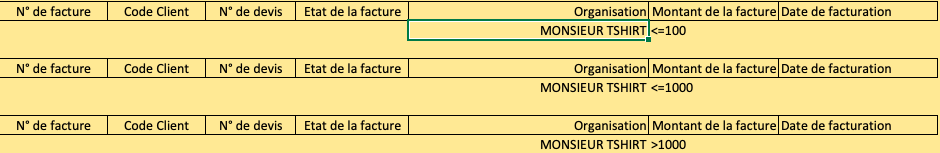 N° de facture Code Client N° de devis Etat de la facture Organisation Montant de la facture Date de facturation
MONSIEUR TSHIRT <=100
N° de facture Code Client N° de devis Etat de la facture Organisation Montant de la facture Date de facturation
MONSIEUR TSHIRT <=1000
N° de facture Code Client N° de devis Etat de la facture Organisation Montant de la facture Date de facturation
MONSIEUR TSHIRT >1000